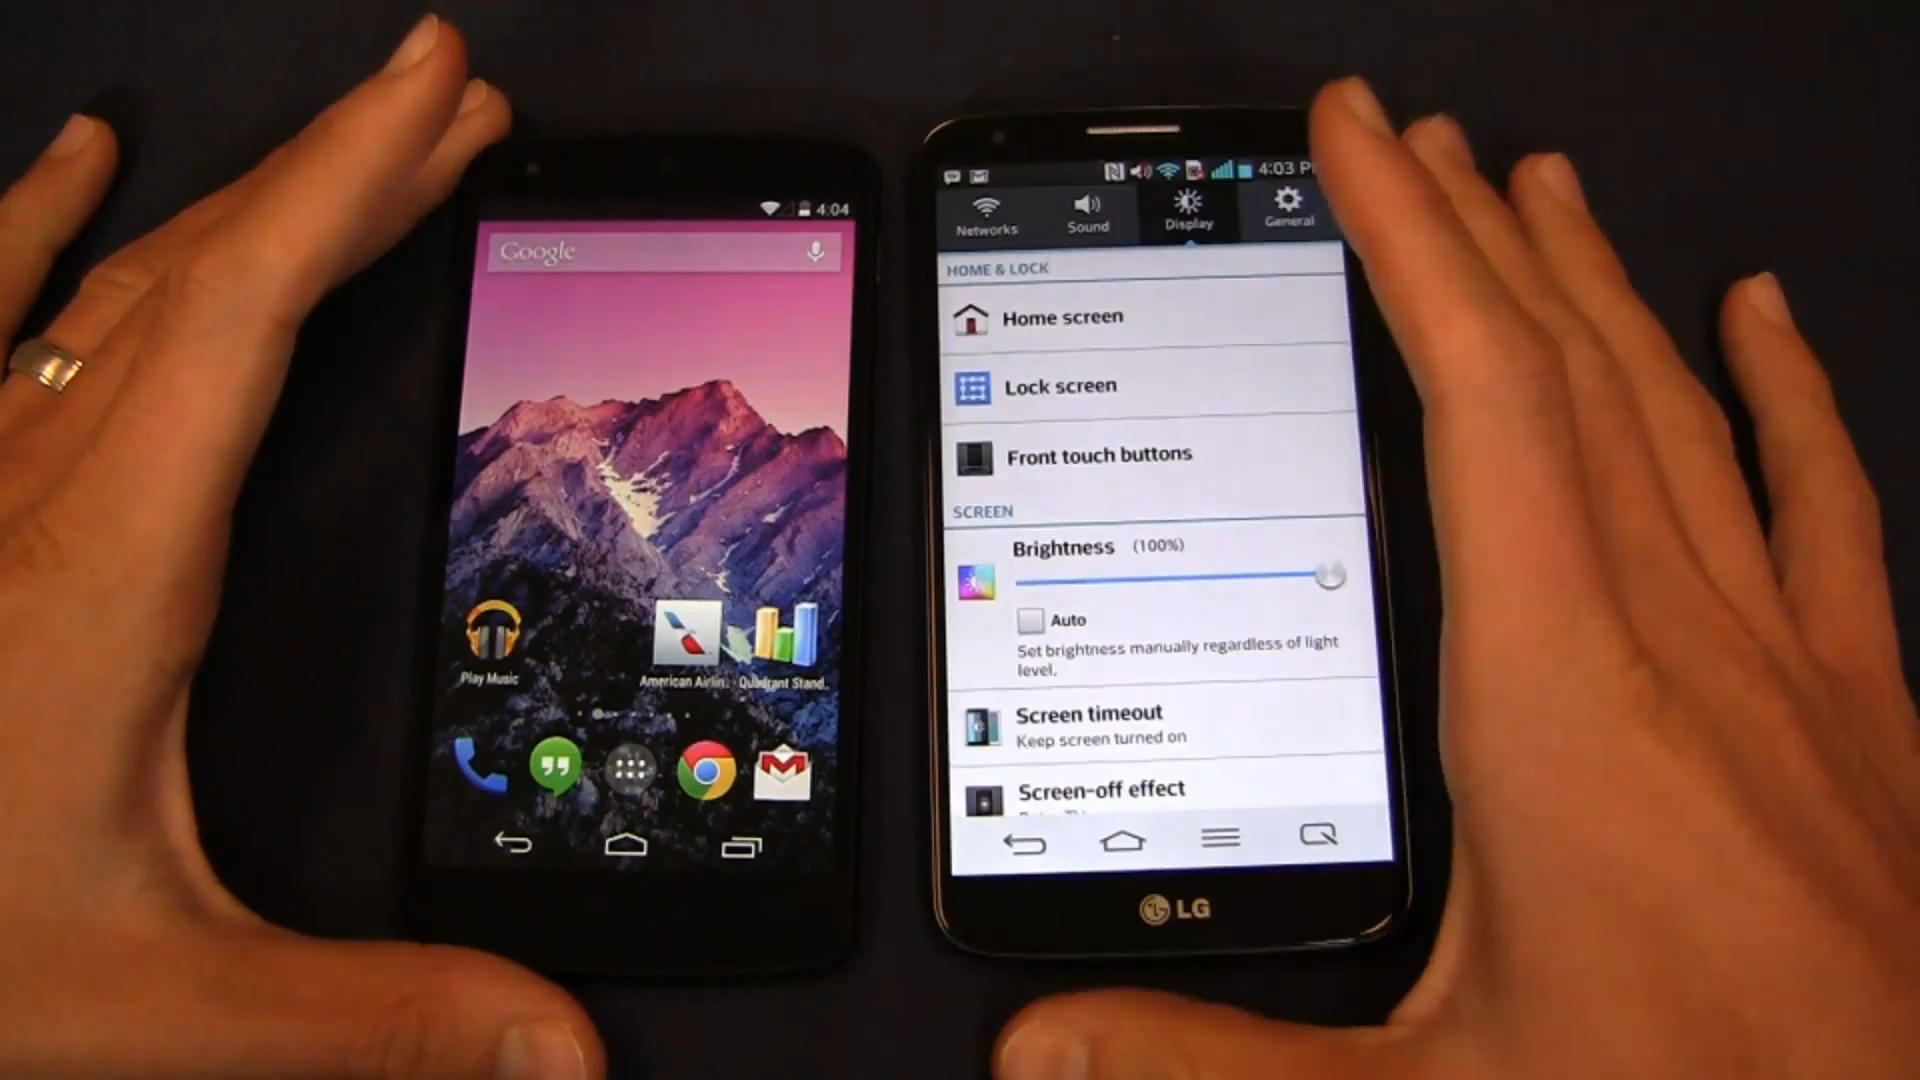 4:04
Google
Play Music
American Airlin..
Quadrant Stand..
4:03 P
Networks
Sound
Display
General
HOME & LOCK
Home screen
Lock screen
Front touch buttons
SCREEN
Brightness (100%)
Auto
Set brightness manually regardless of light
level.
Screen timeout
Keep screen turned on
Screen-off effect
LG